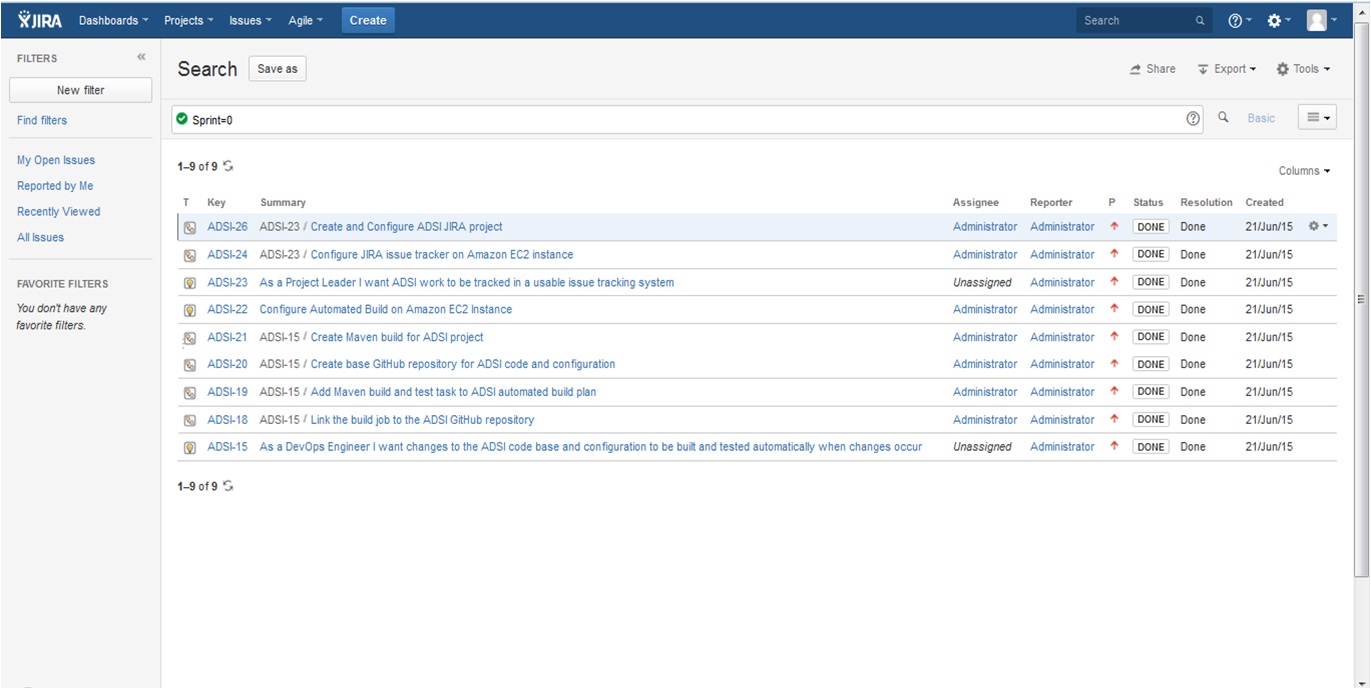 JIRA Dashboards Projects Issues Agile Create Search
FILTERS
New filter
Find filters
My Open Issues
Reported by Me
Recently Viewed
All Issues
FAVORITE FILTERS
You don't have any
favorite filters.
Search Save as Share Export Tools
Sprint=0 Basic
1–9 of 9
Columns
T Key Summary Assignee Reporter P Status Resolution Created
ADSI-26 ADSI-23 / Create and Configure ADSI JIRA project Administrator Administrator DONE Done 21/Jun/15
ADSI-24 ADSI-23 / Configure JIRA issue tracker on Amazon EC2 instance Administrator Administrator DONE Done 21/Jun/15
ADSI-23 As a Project Leader I want ADSI work to be tracked in a usable issue tracking system Unassigned Administrator DONE Done 21/Jun/15
ADSI-22 Configure Automated Build on Amazon EC2 Instance Administrator Administrator DONE Done 21/Jun/15
ADSI-21 ADSI-15 / Create Maven build for ADSI project Administrator Administrator DONE Done 21/Jun/15
ADSI-20 ADSI-15 / Create base GitHub repository for ADSI code and configuration Administrator Administrator DONE Done 21/Jun/15
ADSI-19 ADSI-15 / Add Maven build and test task to ADSI automated build plan Administrator Administrator DONE Done 21/Jun/15
ADSI-18 ADSI-15 / Link the build job to the ADSI GitHub repository Administrator Administrator DONE Done 21/Jun/15
ADSI-15 As a DevOps Engineer I want changes to the ADSI code base and configuration to be built and tested automatically when changes occur Unassigned Administrator DONE Done 21/Jun/15
1–9 of 9